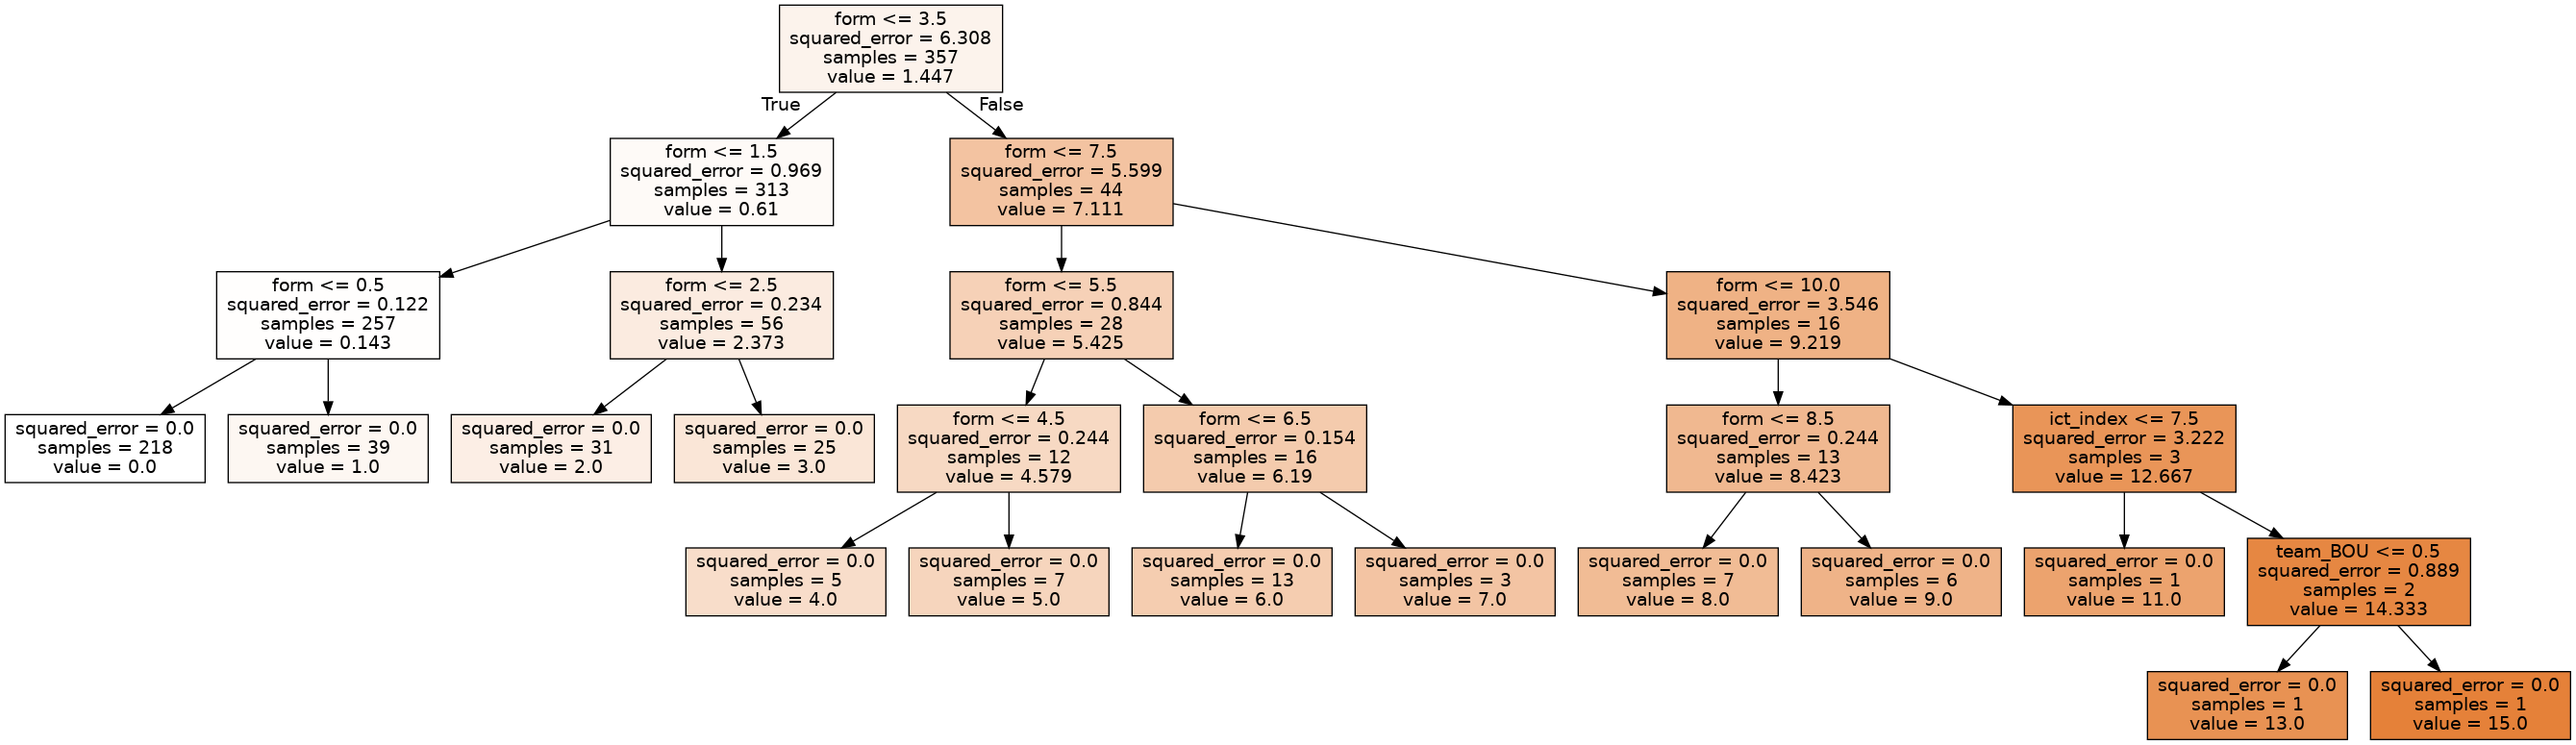 form <= 3.5
squared_error = 6.308
samples = 357
value = 1.447
True
False
form <= 1.5
squared_error = 0.969
samples = 313
value = 0.61
form <= 7.5
squared_error = 5.599
samples = 44
value = 7.111
form <= 0.5
squared_error = 0.122
samples = 257
value = 0.143
form <= 2.5
squared_error = 0.234
samples = 56
value = 2.373
form <= 5.5
squared_error = 0.844
samples = 28
value = 5.425
form <= 10.0
squared_error = 3.546
samples = 16
value = 9.219
squared_error = 0.0
samples = 218
value = 0.0
squared_error = 0.0
samples = 39
value = 1.0
squared_error = 0.0
samples = 31
value = 2.0
squared_error = 0.0
samples = 25
value = 3.0
form <= 4.5
squared_error = 0.244
samples = 12
value = 4.579
form <= 6.5
squared_error = 0.154
samples = 16
value = 6.19
form <= 8.5
squared_error = 0.244
samples = 13
value = 8.423
ict_index <= 7.5
squared_error = 3.222
samples = 3
value = 12.667
squared_error = 0.0
samples = 5
value = 4.0
squared_error = 0.0
samples = 7
value = 5.0
squared_error = 0.0
samples = 13
value = 6.0
squared_error = 0.0
samples = 3
value = 7.0
squared_error = 0.0
samples = 7
value = 8.0
squared_error = 0.0
samples = 6
value = 9.0
squared_error = 0.0
samples = 1
value = 11.0
team_BOU <= 0.5
squared_error = 0.889
samples = 2
value = 14.333
squared_error = 0.0
samples = 1
value = 13.0
squared_error = 0.0
samples = 1
value = 15.0